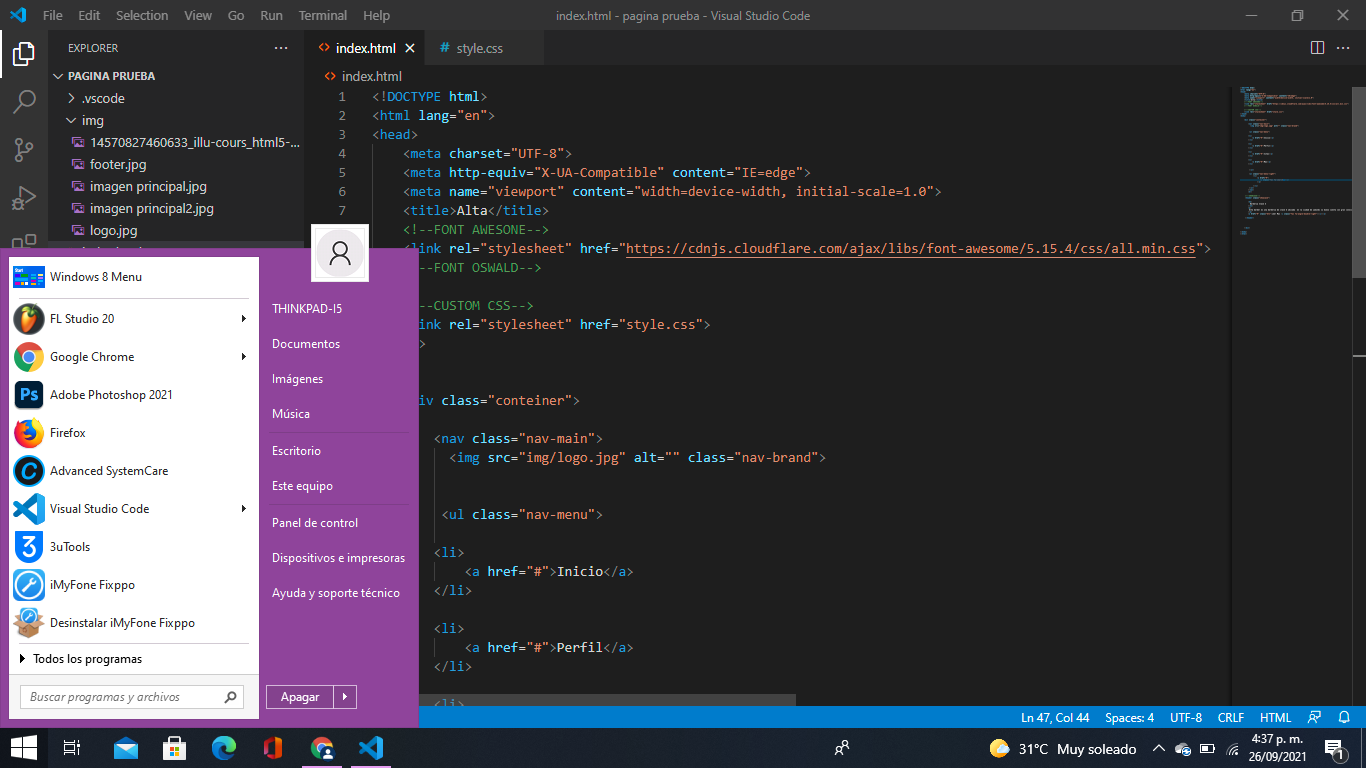 File Edit Selection View Go Run Terminal Help index.html - pagina prueba - Visual Studio Code
EXPLORER
PAGINA PRUEBA
.vscode
img
14570827460633_illu-cours_html5-...
footer.jpg
imagen principal.jpg
imagen principal2.jpg
logo.jpg
index.html style.css
index.html
1 <!DOCTYPE html>
2 <html lang="en">
3 <head>
4 <meta charset="UTF-8">
5 <meta http-equiv="X-UA-Compatible" content="IE=edge">
6 <meta name="viewport" content="width=device-width, initial-scale=1.0">
7 <title>Alta</title>
<!--FONT AWESONE-->
<link rel="stylesheet" href="https://cdnjs.cloudflare.com/ajax/libs/font-awesome/5.15.4/css/all.min.css">
--FONT OSWALD-->
--CUSTOM CSS-->
ink rel="stylesheet" href="style.css">
>
iv class="conteiner">
<nav class="nav-main">
<img src="img/logo.jpg" alt="" class="nav-brand">
<ul class="nav-menu">
<li>
<a href="#">Inicio</a>
</li>
<li>
<a href="#">Perfil</a>
</li>
<li>
Start
Windows 8 Menu
FL Studio 20
Google Chrome
Ps Adobe Photoshop 2021
Firefox
Advanced SystemCare
Visual Studio Code
3uTools
iMyFone Fixppo
Desinstalar iMyFone Fixppo
Todos los programas
Buscar programas y archivos
THINKPAD-I5
Documentos
Imágenes
Música
Escritorio
Este equipo
Panel de control
Dispositivos e impresoras
Ayuda y soporte técnico
Apagar
Ln 47, Col 44 Spaces: 4 UTF-8 CRLF HTML
31°C Muy soleado
4:37 p. m.
26/09/2021
1